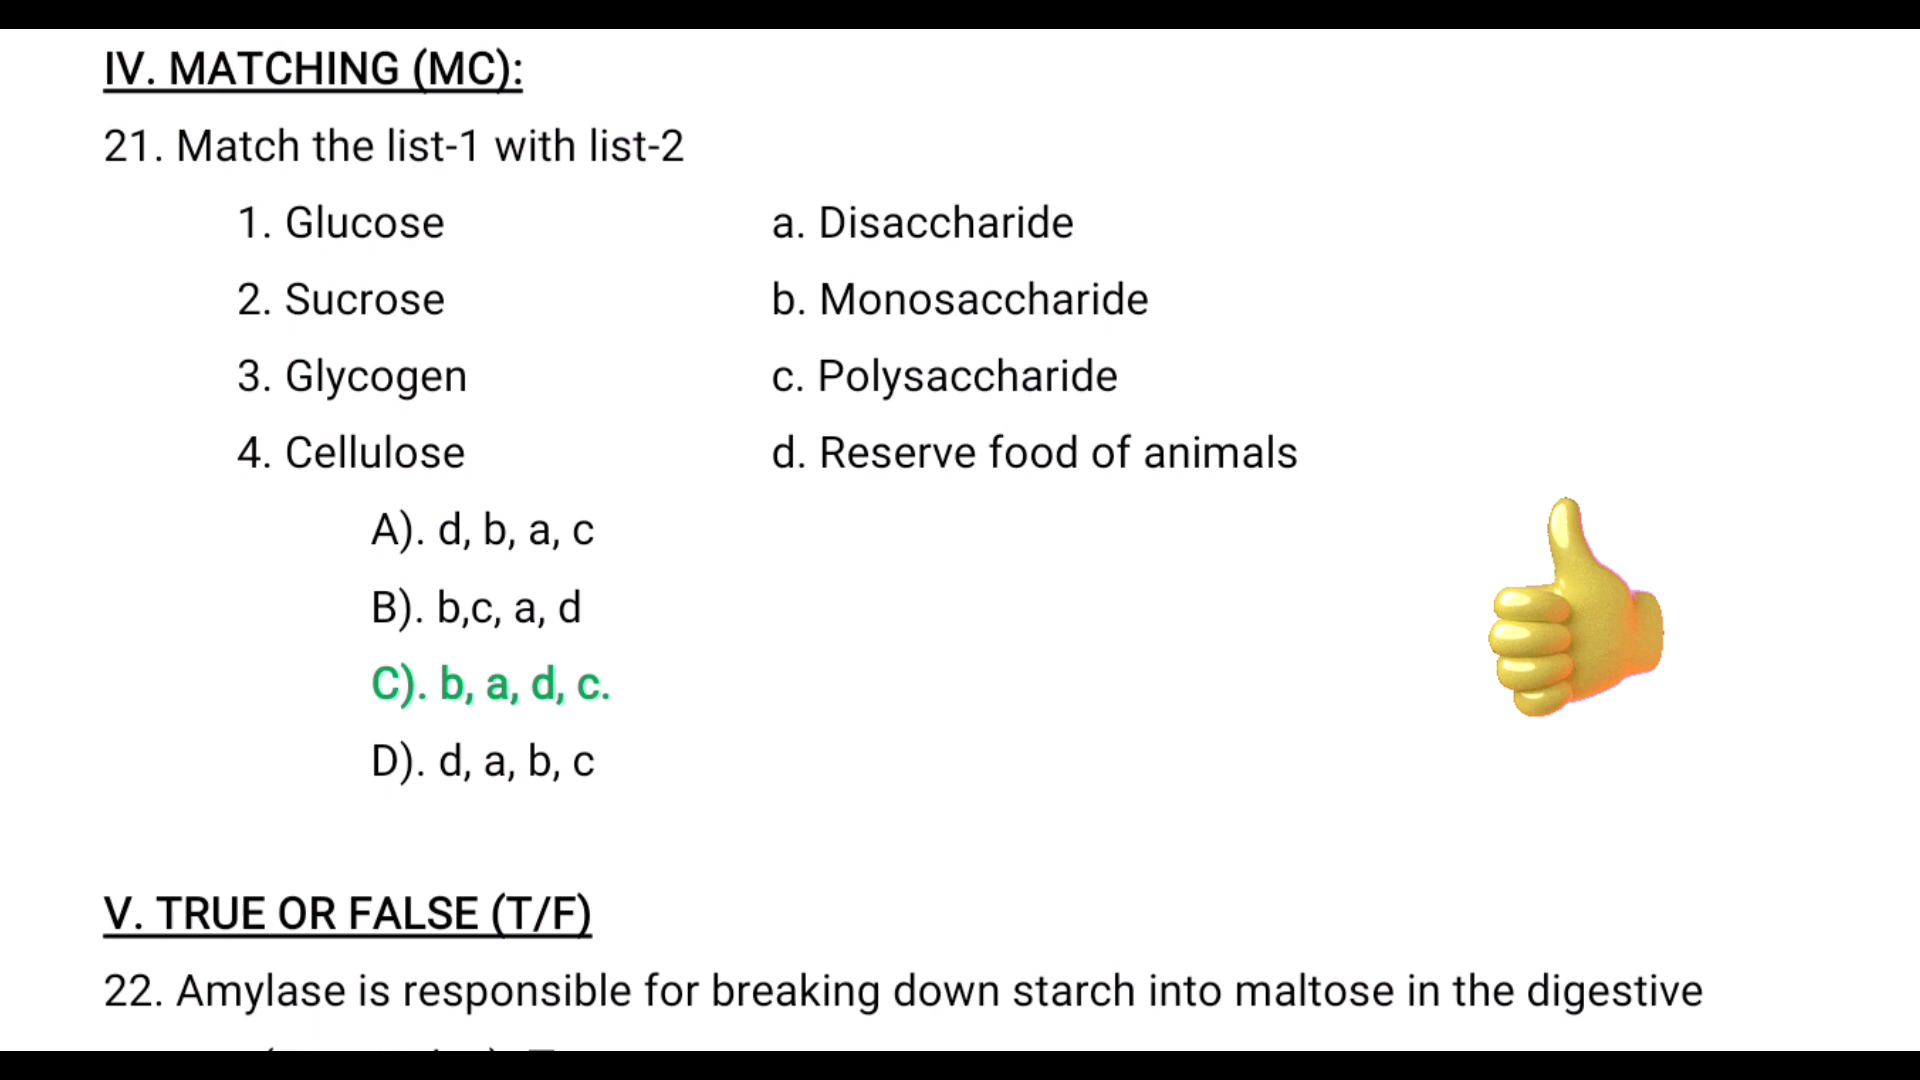 IV. MATCHING (MC):
21. Match the list-1 with list-2
1. Glucose a. Disaccharide
2. Sucrose b. Monosaccharide
3. Glycogen c. Polysaccharide
4. Cellulose d. Reserve food of animals
A). d, b, a, c
B). b,c, a, d
C). b, a, d, c.
D). d, a, b, c
V. TRUE OR FALSE (T/F)
22. Amylase is responsible for breaking down starch into maltose in the digestive